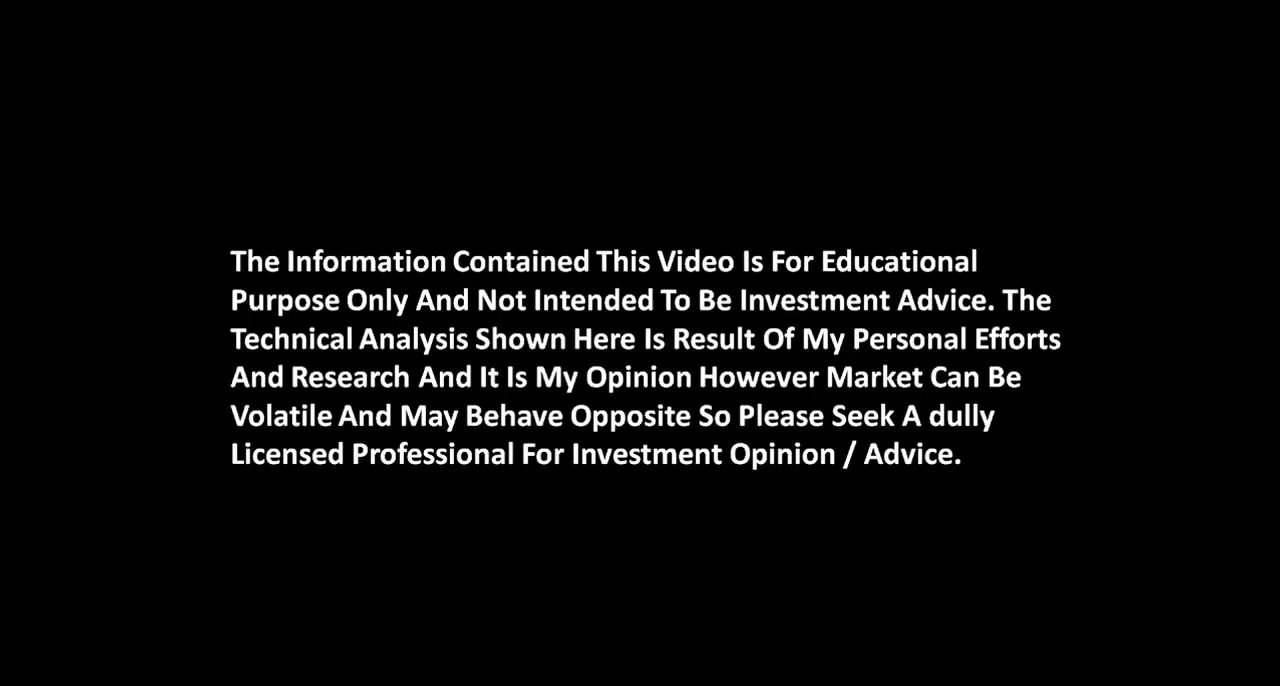 The Information Contained This Video Is For Educational
Purpose Only And Not Intended To Be Investment Advice. The
Technical Analysis Shown Here Is Result Of My Personal Efforts
And Research And It Is My Opinion However Market Can Be
Volatile And May Behave Opposite So Please Seek A dully
Licensed Professional For Investment Opinion / Advice.